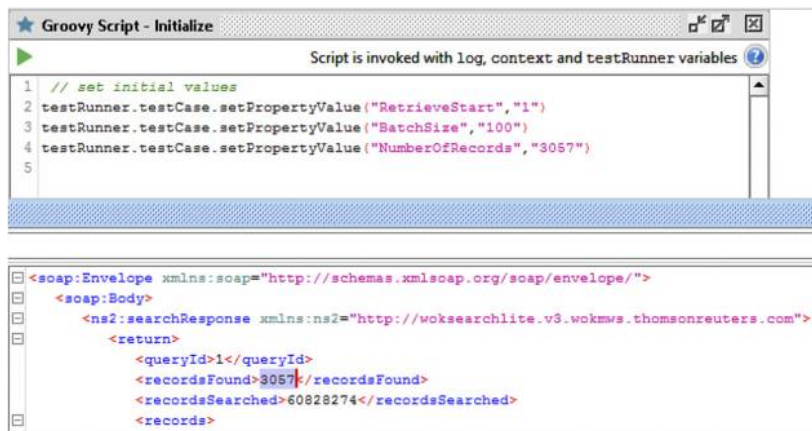 Groovy Script - Initialize
Script is invoked with log, context and testRunner variables
1 // set initial values
2 testRunner.testCase.setPropertyValue("RetrieveStart","1")
3 testRunner.testCase.setPropertyValue("BatchSize","100")
4 testRunner.testCase.setPropertyValue("NumberOfRecords","3057")
5
<soap:Envelope xmlns:soap="http://schemas.xmlsoap.org/soap/envelope/">
<soap:Body>
<ns2:searchResponse xmlns:ns2="http://woksearchlite.v3.wokmws.thomsonreuters.com">
<return>
<queryId>1</queryId>
<recordsFound>3057</recordsFound>
<recordsSearched>60828274</recordsSearched>
<records>